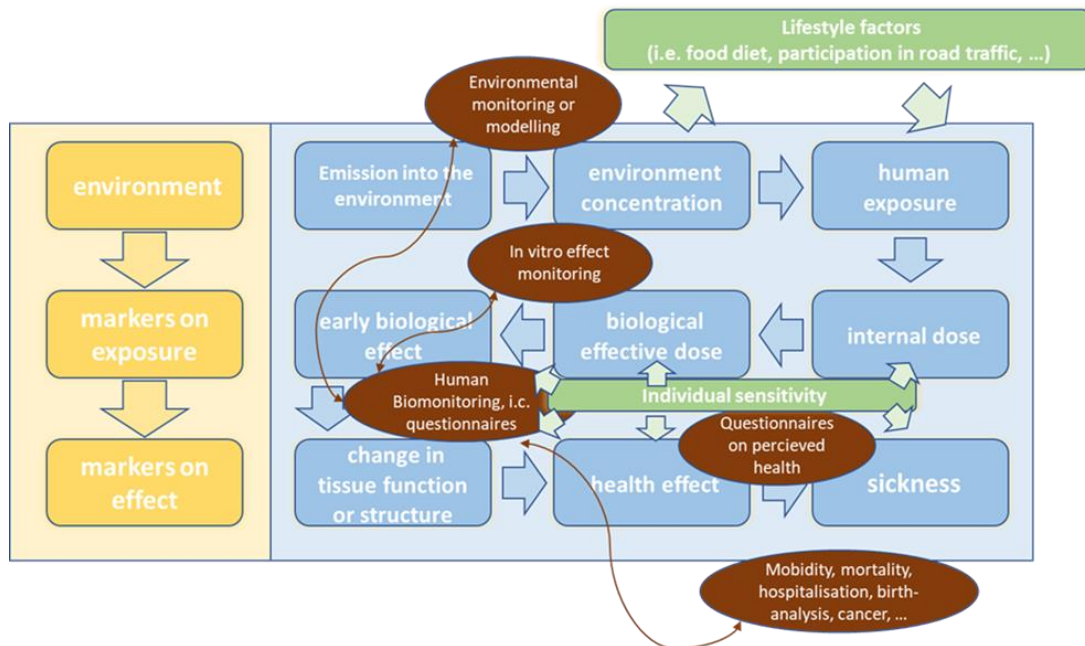 Lifestyle factors
(i.e. food diet, participation in road traffic, ...)
Environmental
monitoring or
modelling
environment
Emission into the
environment
environment
concentration
human
exposure
In vitro effect
monitoring
markers on
exposure
early biological
effect
biological
effective dose
internal dose
Human
Biomonitoring, i.c.
questionnaires
Individual sensitivity
Questionnaires
on percieved
health
markers on
effect
change in
tissue function
or structure
health effect
sickness
Mobidity, mortality,
hospitalisation, birth-
analysis, cancer, ...